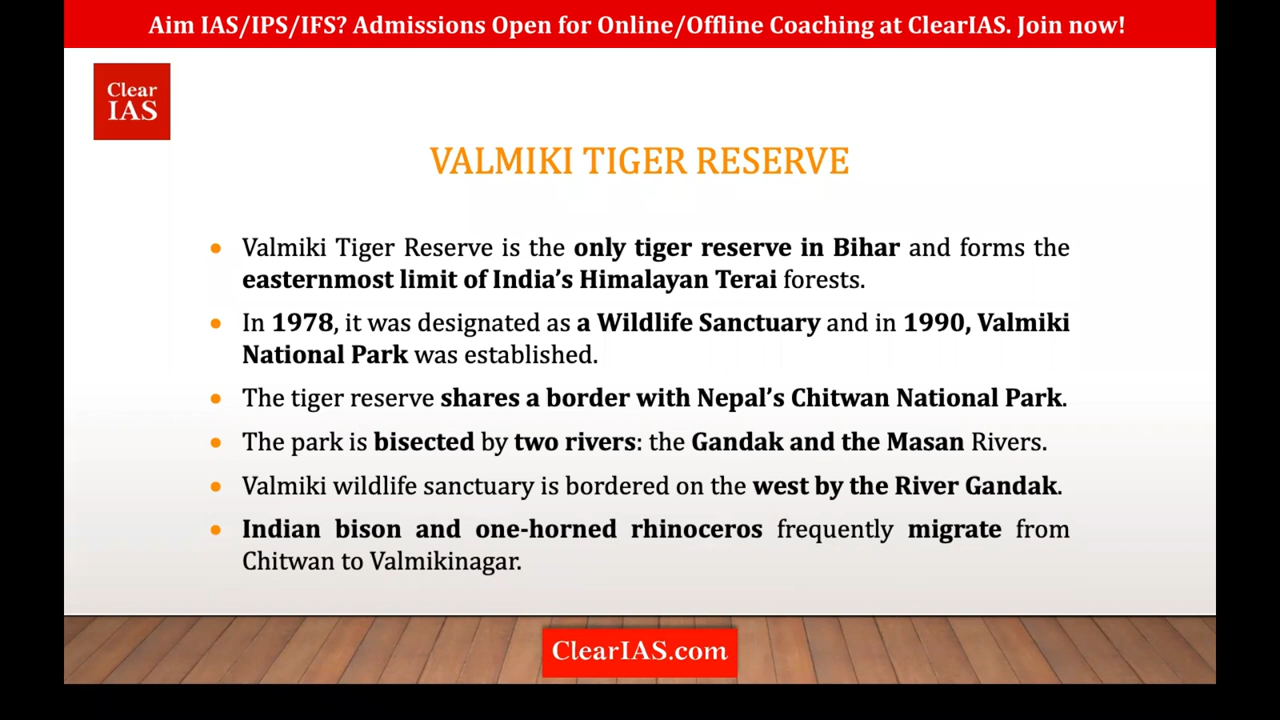 Aim IAS/IPS/IFS? Admissions Open for Online/Offline Coaching at ClearIAS. Join now!
Clear
IAS
VALMIKI TIGER RESERVE
• Valmiki Tiger Reserve is the only tiger reserve in Bihar and forms the
easternmost limit of India's Himalayan Terai forests.
• In 1978, it was designated as a Wildlife Sanctuary and in 1990, Valmiki
National Park was established.
• The tiger reserve shares a border with Nepal's Chitwan National Park.
• The park is bisected by two rivers: the Gandak and the Masan Rivers.
• Valmiki wildlife sanctuary is bordered on the west by the River Gandak.
• Indian bison and one-horned rhinoceros frequently migrate from
Chitwan to Valmikinagar.
ClearIAS.com